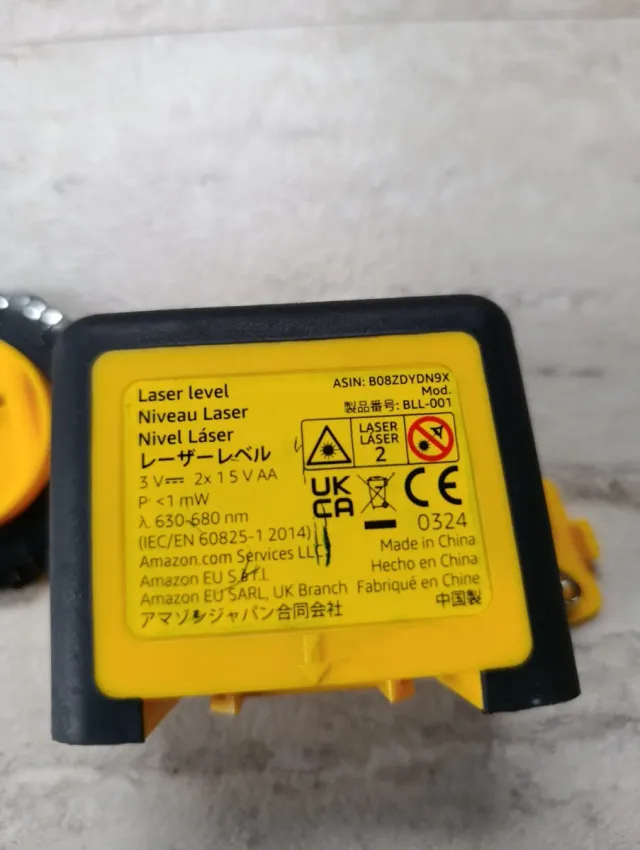 Laser level
Niveau Laser
Nivel Láser
レーザーレベル
3 V⎓ 2x 1 5 V AA
P <1 mW
λ. 630-680 nm
(IEC/EN 60825-1 2014)
Amazon.com Services LLC
Amazon EU S.à r.l.
Amazon EU SARL, UK Branch
アマゾンジャパン合同会社
ASIN: B08ZDYDN9X
Mod.
製品番号: BLL-001
LASER
LÁSER
2
UK
CA
CE
0324
Made in China
Hecho en China
Fabriqué en Chine
中国製